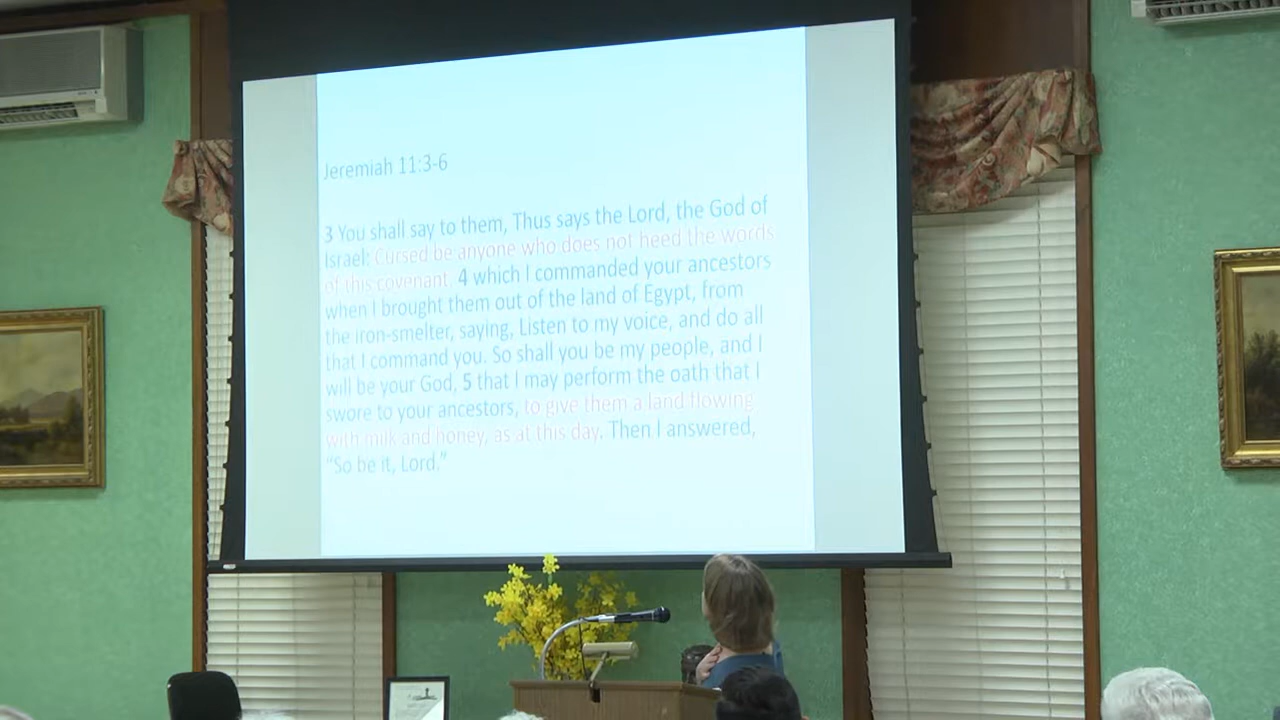 Jeremiah 11:3-6
3 You shall say to them, Thus says the Lord, the God of
Israel: Cursed be anyone who does not heed the words
of this covenant, 4 which I commanded your ancestors
when I brought them out of the land of Egypt, from
the iron-smelter, saying, Listen to my voice, and do all
that I command you. So shall you be my people, and I
will be your God, 5 that I may perform the oath that I
swore to your ancestors, to give them a land flowing
with milk and honey, as at this day. Then I answered,
“So be it, Lord.”